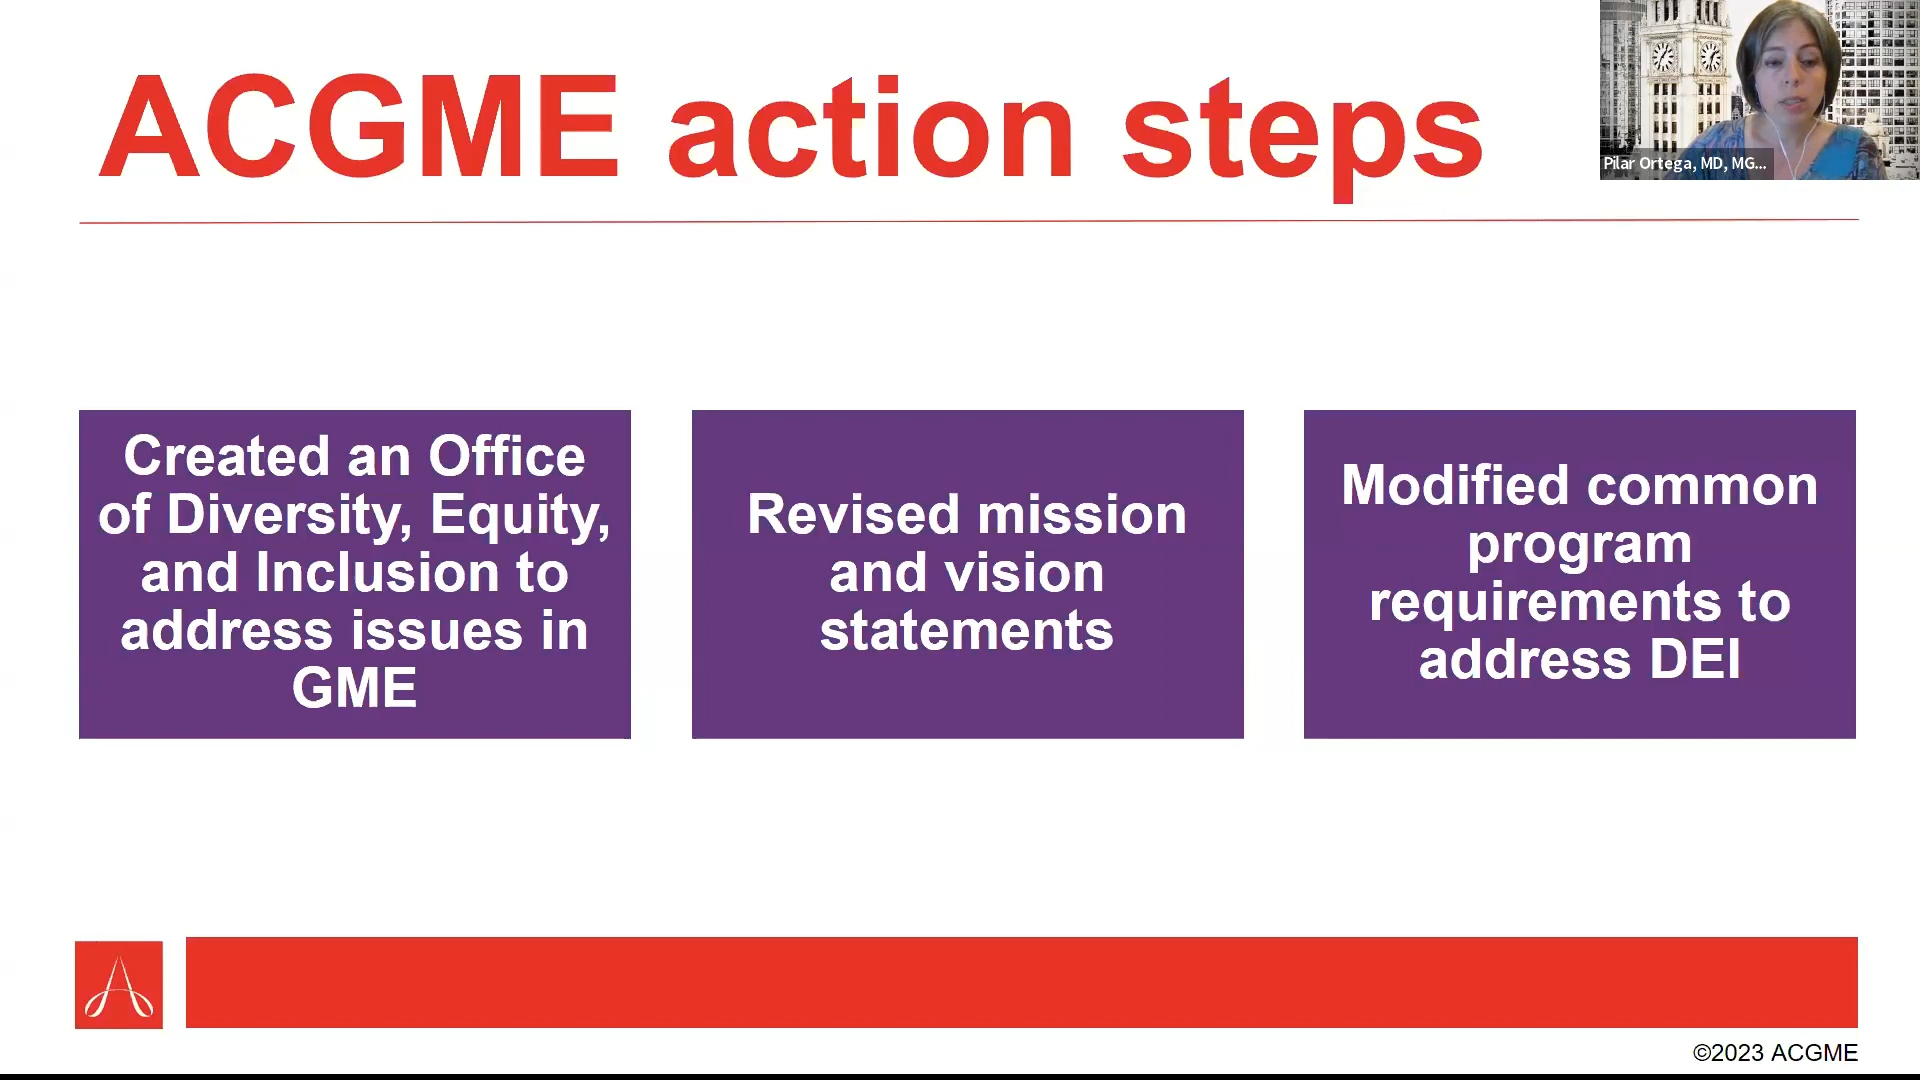 ACGME action steps
Pilar Ortega, MD, MG...
Created an Office
of Diversity, Equity,
and Inclusion to
address issues in
GME
Revised mission
and vision
statements
Modified common
program
requirements to
address DEI
©2023 ACGME